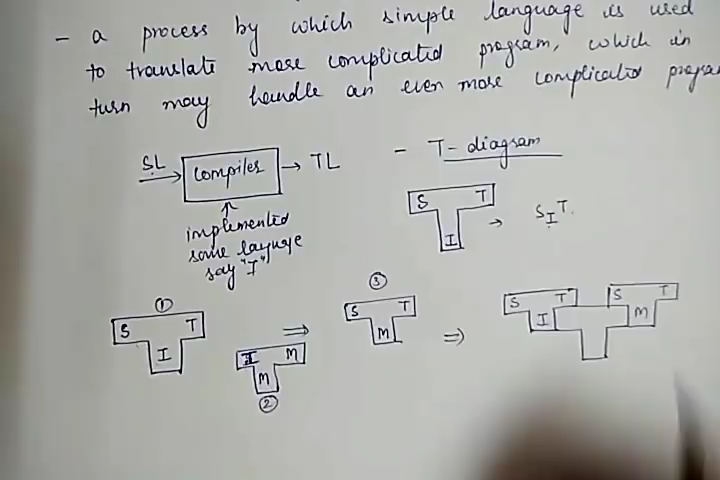 - a process by which simple language is used
to translate more complicated program, which in
turn may handle an even more complicated progra
SL → compiler → TL
- T-diagram
implemented
some language
say "I"
S T
I
→ S I T
①
S T
I
I M
M
②
⇒
③
S T
M
⇒
S T S T
I M